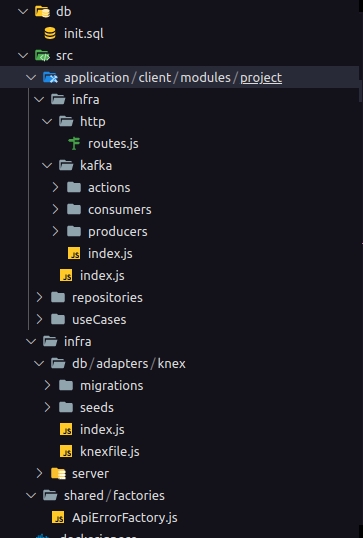 db
init.sql
src
application/client/modules/project
infra
http
routes.js
kafka
actions
consumers
producers
index.js
index.js
repositories
useCases
infra
db/adapters/knex
migrations
seeds
index.js
knexfile.js
server
shared/factories
ApiErrorFactory.js